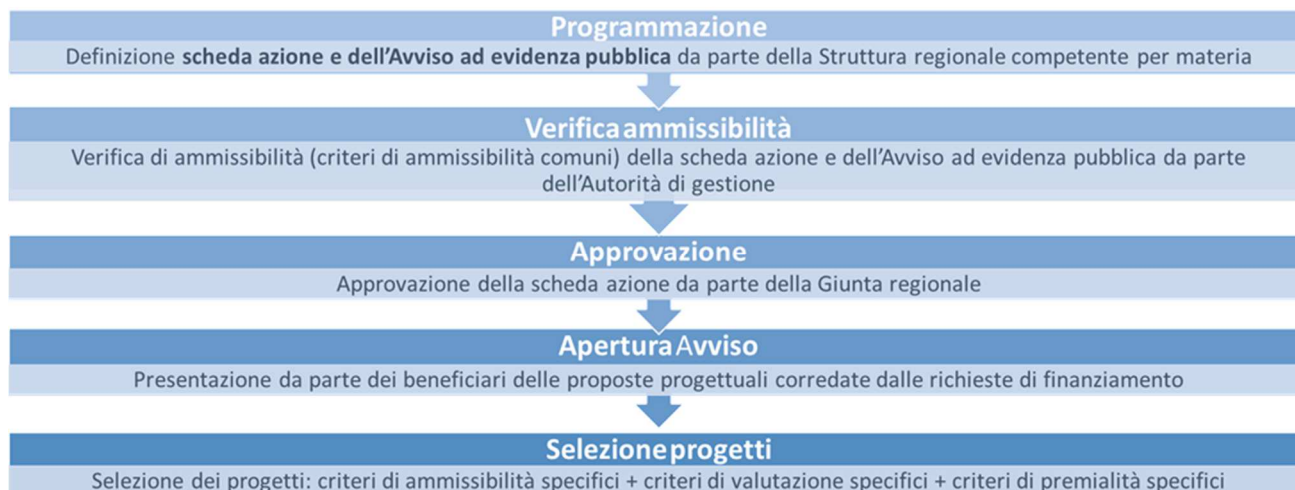 Programmazione
Definizione scheda azione e dell'Avviso ad evidenza pubblica da parte della Struttura regionale competente per materia
Verifica ammissibilità
Verifica di ammissibilità (criteri di ammissibilità comuni) della scheda azione e dell'Avviso ad evidenza pubblica da parte
dell'Autorità di gestione
Approvazione
Approvazione della scheda azione da parte della Giunta regionale
Apertura Avviso
Presentazione da parte dei beneficiari delle proposte progettuali corredate dalle richieste di finanziamento
Selezione progetti
Selezione dei progetti: criteri di ammissibilità specifici + criteri di valutazione specifici + criteri di premialità specifici